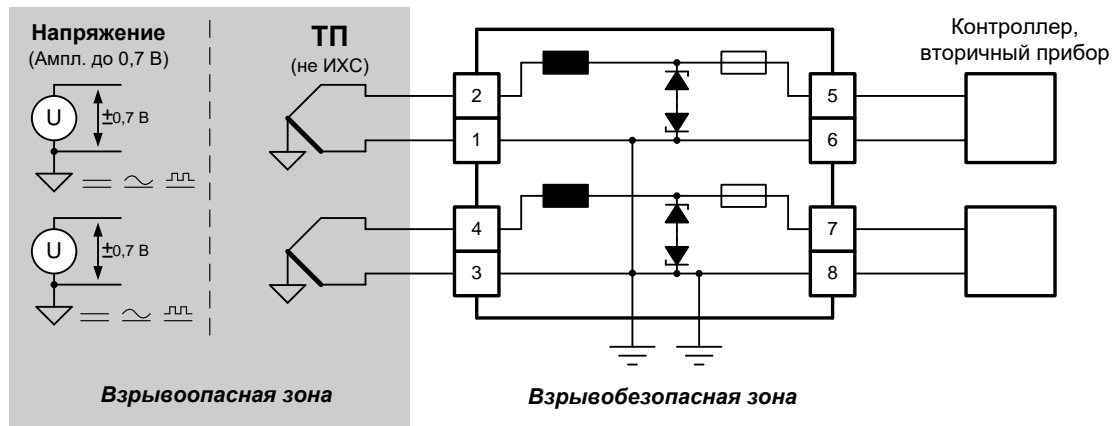 Напряжение
(Ампл. до 0,7 В)
U
±0,7 В
U
±0,7 В
ТП
(не ИХС)
2
1
4
3
5
6
7
8
Контроллер,
вторичный прибор
Взрывоопасная зона
Взрывобезопасная зона